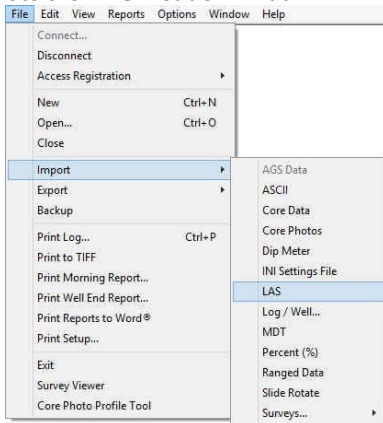 File Edit View Reports Options Window Help
Connect...
Disconnect
Access Registration
New Ctrl+N
Open... Ctrl+O
Close
Import
Export
Backup
Print Log... Ctrl+P
Print to TIFF
Print Morning Report...
Print Well End Report...
Print Reports to Word®
Print Setup...
Exit
Survey Viewer
Core Photo Profile Tool
AGS Data
ASCII
Core Data
Core Photos
Dip Meter
INI Settings File
LAS
Log / Well...
MDT
Percent (%)
Ranged Data
Slide Rotate
Surveys...